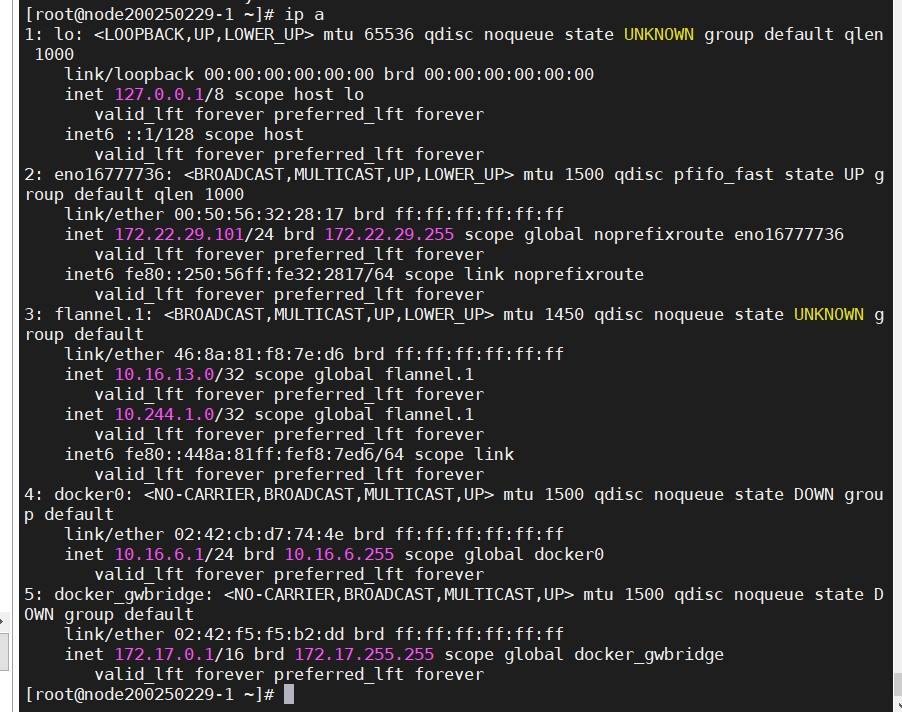 [root@node200250229-1 ~]# ip a
1: lo: <LOOPBACK,UP,LOWER_UP> mtu 65536 qdisc noqueue state UNKNOWN group default qlen
 1000
    link/loopback 00:00:00:00:00:00 brd 00:00:00:00:00:00
    inet 127.0.0.1/8 scope host lo
       valid_lft forever preferred_lft forever
    inet6 ::1/128 scope host
       valid_lft forever preferred_lft forever
2: eno16777736: <BROADCAST,MULTICAST,UP,LOWER_UP> mtu 1500 qdisc pfifo_fast state UP g
roup default qlen 1000
    link/ether 00:50:56:32:28:17 brd ff:ff:ff:ff:ff:ff
    inet 172.22.29.101/24 brd 172.22.29.255 scope global noprefixroute eno16777736
       valid_lft forever preferred_lft forever
    inet6 fe80::250:56ff:fe32:2817/64 scope link noprefixroute
       valid_lft forever preferred_lft forever
3: flannel.1: <BROADCAST,MULTICAST,UP,LOWER_UP> mtu 1450 qdisc noqueue state UNKNOWN g
roup default
    link/ether 46:8a:81:f8:7e:d6 brd ff:ff:ff:ff:ff:ff
    inet 10.16.13.0/32 scope global flannel.1
       valid_lft forever preferred_lft forever
    inet 10.244.1.0/32 scope global flannel.1
       valid_lft forever preferred_lft forever
    inet6 fe80::448a:81ff:fef8:7ed6/64 scope link
       valid_lft forever preferred_lft forever
4: docker0: <NO-CARRIER,BROADCAST,MULTICAST,UP> mtu 1500 qdisc noqueue state DOWN grou
p default
    link/ether 02:42:cb:d7:74:4e brd ff:ff:ff:ff:ff:ff
    inet 10.16.6.1/24 brd 10.16.6.255 scope global docker0
       valid_lft forever preferred_lft forever
5: docker_gwbridge: <NO-CARRIER,BROADCAST,MULTICAST,UP> mtu 1500 qdisc noqueue state D
OWN group default
    link/ether 02:42:f5:f5:b2:dd brd ff:ff:ff:ff:ff:ff
    inet 172.17.0.1/16 brd 172.17.255.255 scope global docker_gwbridge
       valid_lft forever preferred_lft forever
[root@node200250229-1 ~]#